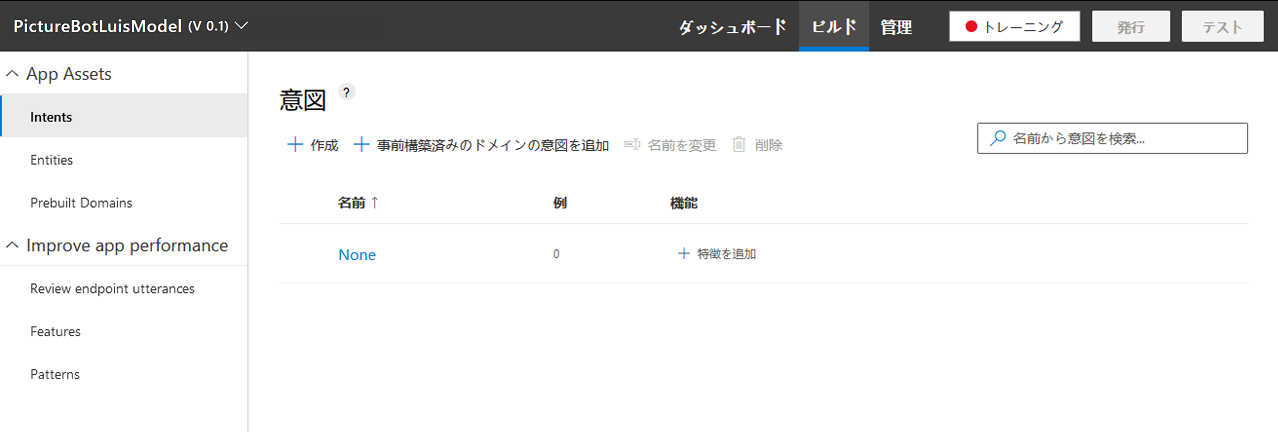 PictureBotLuisModel (V 0.1) ダッシュボード ビルド 管理 トレーニング 発行 テスト
App Assets
Intents
Entities
Prebuilt Domains
Improve app performance
Review endpoint utterances
Features
Patterns
意図 ?
作成 事前構築済みのドメインの意図を追加 名前を変更 削除 名前から意図を検索...
名前 ↑ 例 機能
None 0 特徴を追加